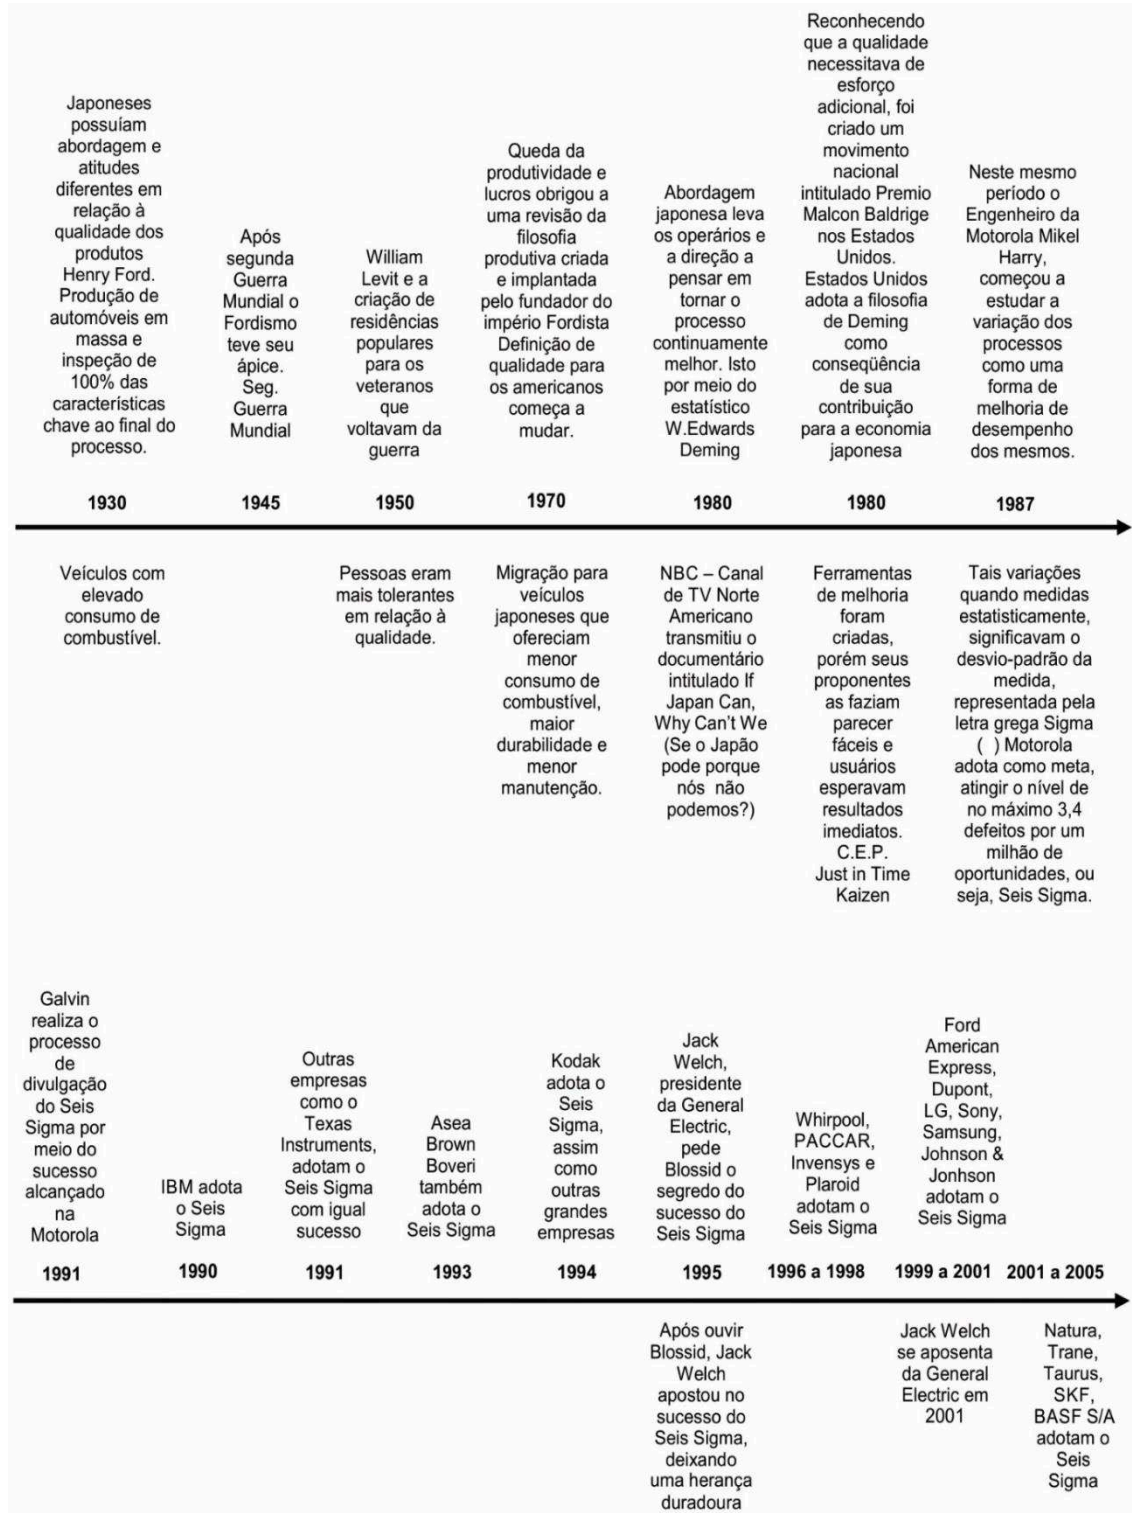 Japoneses
possuíam
abordagem e
atitudes
diferentes em
relação à
qualidade dos
produtos
Henry Ford.
Produção de
automóveis em
massa e
inspeção de
100% das
características
chave ao final do
processo.
1930
Veículos com
elevado
consumo de
combustível.
Após
segunda
Guerra
Mundial o
Fordismo
teve seu
ápice.
Seg.
Guerra
Mundial
1945
William
Levit e a
criação de
residências
populares
para os
veteranos
que
voltavam da
guerra
1950
Pessoas eram
mais tolerantes
em relação à
qualidade.
Queda da
produtividade e
lucros obrigou a
uma revisão da
filosofia
produtiva criada
e implantada
pelo fundador do
império Fordista
Definição de
qualidade para
os americanos
começa a
mudar.
1970
Migração para
veículos
japoneses que
ofereciam
menor
consumo de
combustível,
maior
durabilidade e
menor
manutenção.
Abordagem
japonesa leva
os operários e
a direção a
pensar em
tornar o
processo
continuamente
melhor. Isto
por meio do
estatístico
W.Edwards
Deming
1980
NBC – Canal
de TV Norte
Americano
transmitiu o
documentário
intitulado If
Japan Can,
Why Can't We
(Se o Japão
pode porque
nós não
podemos?)
Reconhecendo
que a qualidade
necessitava de
esforço
adicional, foi
criado um
movimento
nacional
intitulado Premio
Malcon Baldrige
nos Estados
Unidos.
Estados Unidos
adota a filosofia
de Deming
como
conseqüência
de sua
contribuição
para a economia
japonesa
1980
Ferramentas
de melhoria
foram
criadas,
porém seus
proponentes
as faziam
parecer
fáceis e
usuários
esperavam
resultados
imediatos.
C.E.P.
Just in Time
Kaizen
Neste mesmo
período o
Engenheiro da
Motorola Mikel
Harry,
começou a
estudar a
variação dos
processos
como uma
forma de
melhoria de
desempenho
dos mesmos.
1987
Tais variações
quando medidas
estatisticamente,
significavam o
desvio-padrão da
medida,
representada pela
letra grega Sigma
( ) Motorola
adota como meta,
atingir o nível de
no máximo 3,4
defeitos por um
milhão de
oportunidades, ou
seja, Seis Sigma.
Galvin
realiza o
processo
de
divulgação
do Seis
Sigma por
meio do
sucesso
alcançado
na
Motorola
1991
IBM adota
o Seis
Sigma
1990
Outras
empresas
como o
Texas
Instruments,
adotam o
Seis Sigma
com igual
sucesso
1991
Asea
Brown
Boveri
também
adota o
Seis Sigma
1993
Kodak
adota o
Seis
Sigma,
assim
como
outras
grandes
empresas
1994
Jack
Welch,
presidente
da General
Electric,
pede
Blossid o
segredo do
sucesso do
Seis Sigma
1995
Após ouvir
Blossid, Jack
Welch
apostou no
sucesso do
Seis Sigma,
deixando
uma herança
duradoura
Whirpool,
PACCAR,
Invensys e
Plaroid
adotam o
Seis Sigma
1996 a 1998
Ford
American
Express,
Dupont,
LG, Sony,
Samsung,
Johnson &
Jonhson
adotam o
Seis Sigma
1999 a 2001
Jack Welch
se aposenta
da General
Electric em
2001
2001 a 2005
Natura,
Trane,
Taurus,
SKF,
BASF S/A
adotam o
Seis
Sigma